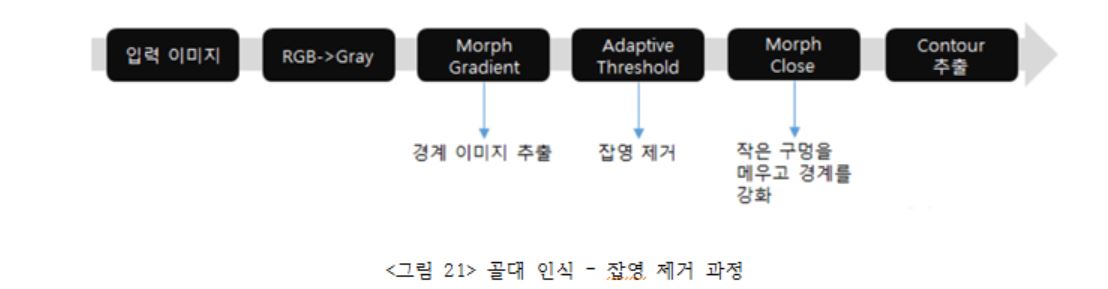 입력 이미지
RGB->Gray
Morph
Gradient
Adaptive
Threshold
Morph
Close
Contour
추출
경계 이미지 추출
잡영 제거
작은 구멍을
메우고 경계를
강화
<그림 21> 골대 인식 - 잡영 제거 과정